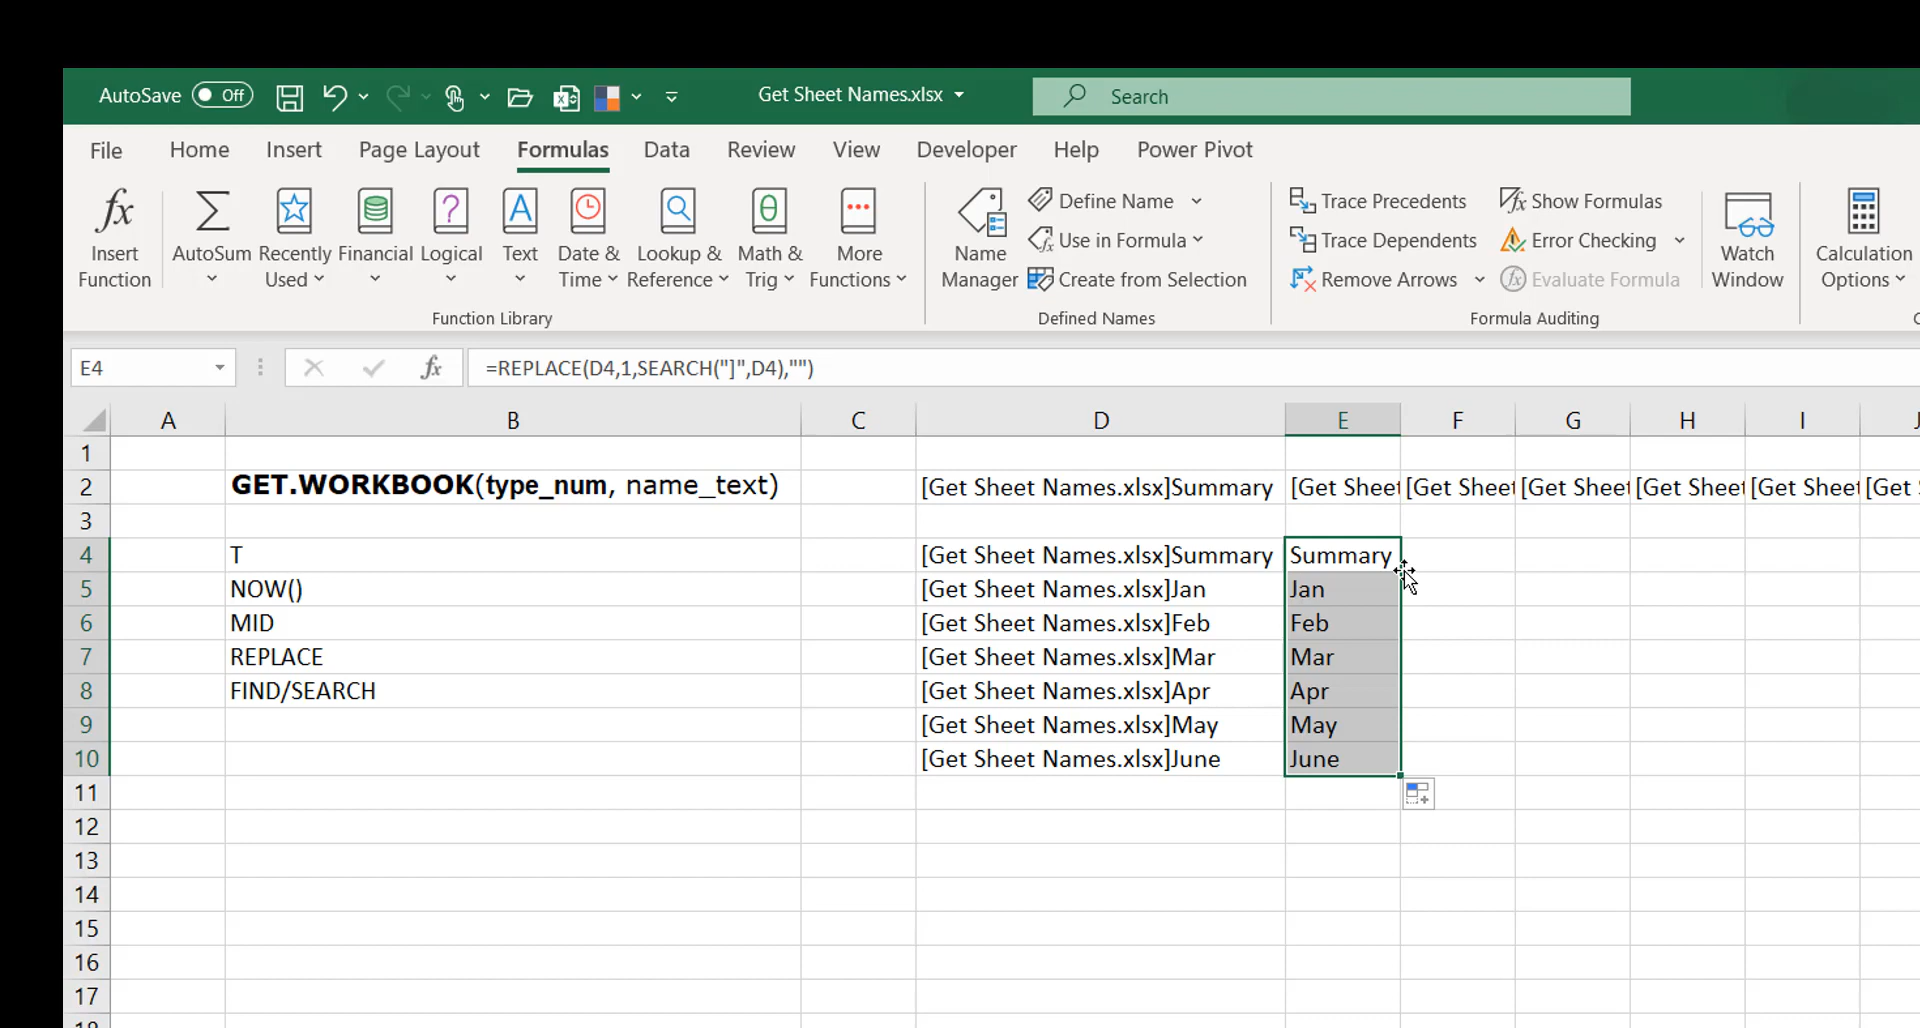 AutoSave Off Get Sheet Names.xlsx Search
File Home Insert Page Layout Formulas Data Review View Developer Help Power Pivot
Insert Function
AutoSum
Recently Used
Financial
Logical
Text
Date & Time
Lookup & Reference
Math & Trig
More Functions
Function Library
Name Manager
Define Name
Use in Formula
Create from Selection
Defined Names
Trace Precedents
Trace Dependents
Remove Arrows
Show Formulas
Error Checking
Evaluate Formula
Formula Auditing
Watch Window
Calculation Options
E4 fx =REPLACE(D4,1,SEARCH("]",D4),"")
A B C D E F G H I J
1
2 GET.WORKBOOK(type_num, name_text) [Get Sheet Names.xlsx]Summary [Get Sheet [Get Sheet [Get Sheet [Get Sheet [Get Sheet [Get
3
4 T [Get Sheet Names.xlsx]Summary Summary
5 NOW() [Get Sheet Names.xlsx]Jan Jan
6 MID [Get Sheet Names.xlsx]Feb Feb
7 REPLACE [Get Sheet Names.xlsx]Mar Mar
8 FIND/SEARCH [Get Sheet Names.xlsx]Apr Apr
9 [Get Sheet Names.xlsx]May May
10 [Get Sheet Names.xlsx]June June
11
12
13
14
15
16
17